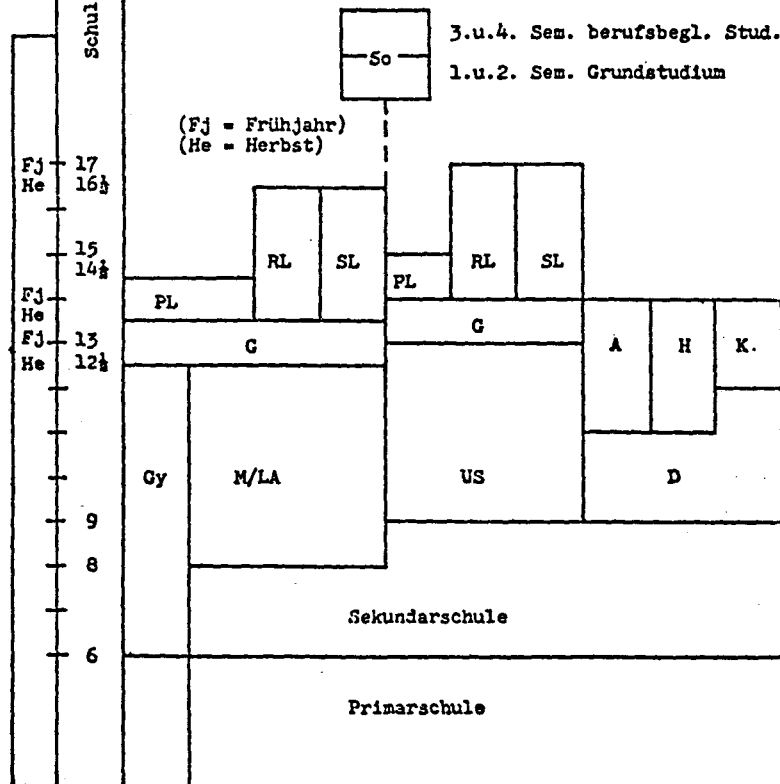 Schul
3.u.4. Sem. berufsbegl. Stud.
So
1.u.2. Sem. Grundstudium
(Fj = Frühjahr)
(He = Herbst)
Fj 17
He 16½
15
RL SL RL SL
14½
PL
Fj
PL
He
G
Fj 13
G A H K.
He 12½
Gy M/LA US D
9
8
Sekundarschule
6
Primarschule